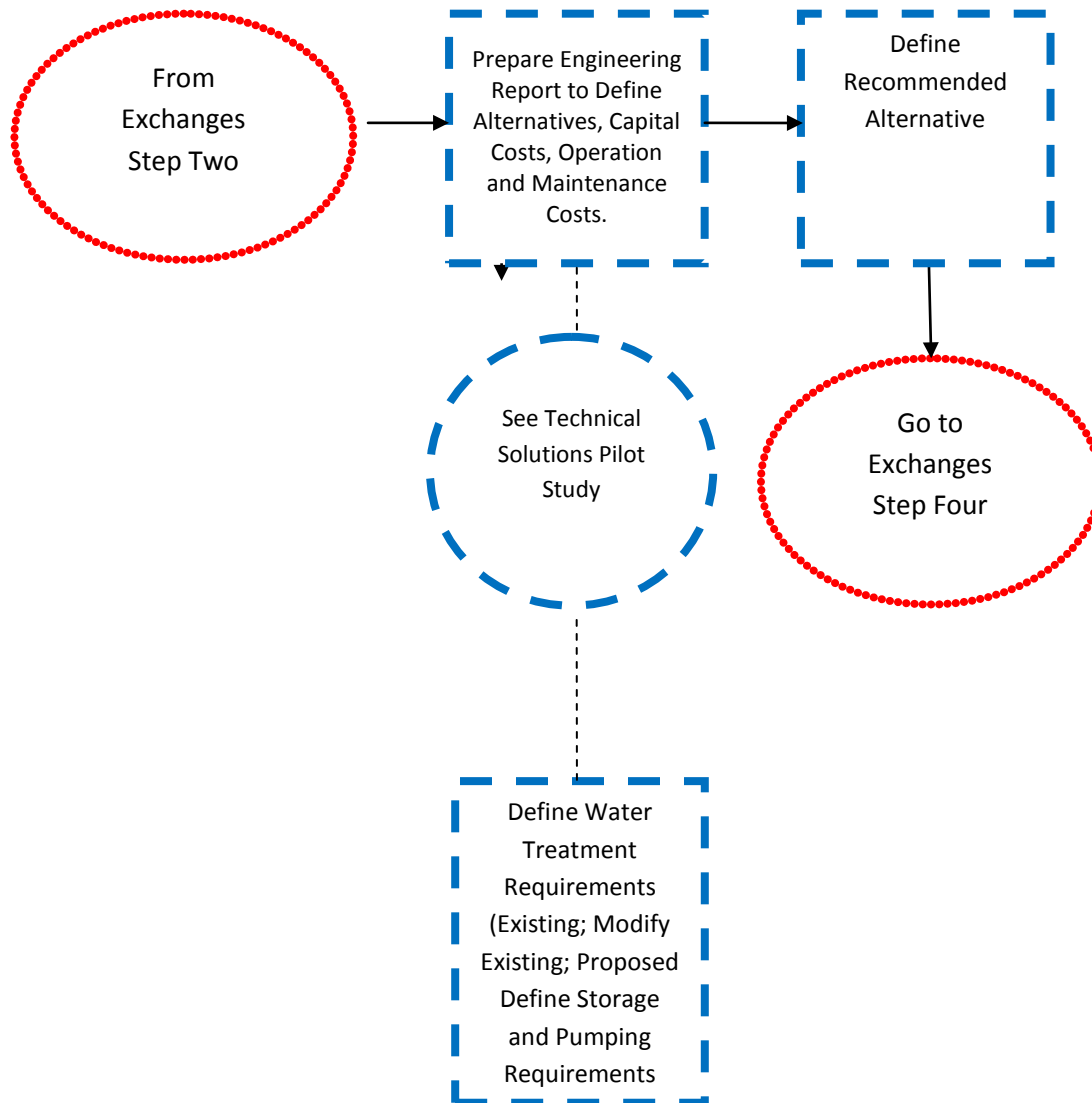 From
Exchanges
Step Two
Prepare Engineering
Report to Define
Alternatives, Capital
Costs, Operation
and Maintenance
Costs.
Define
Recommended
Alternative
See Technical
Solutions Pilot
Study
Go to
Exchanges
Step Four
Define Water
Treatment
Requirements
(Existing; Modify
Existing; Proposed
Define Storage
and Pumping
Requirements